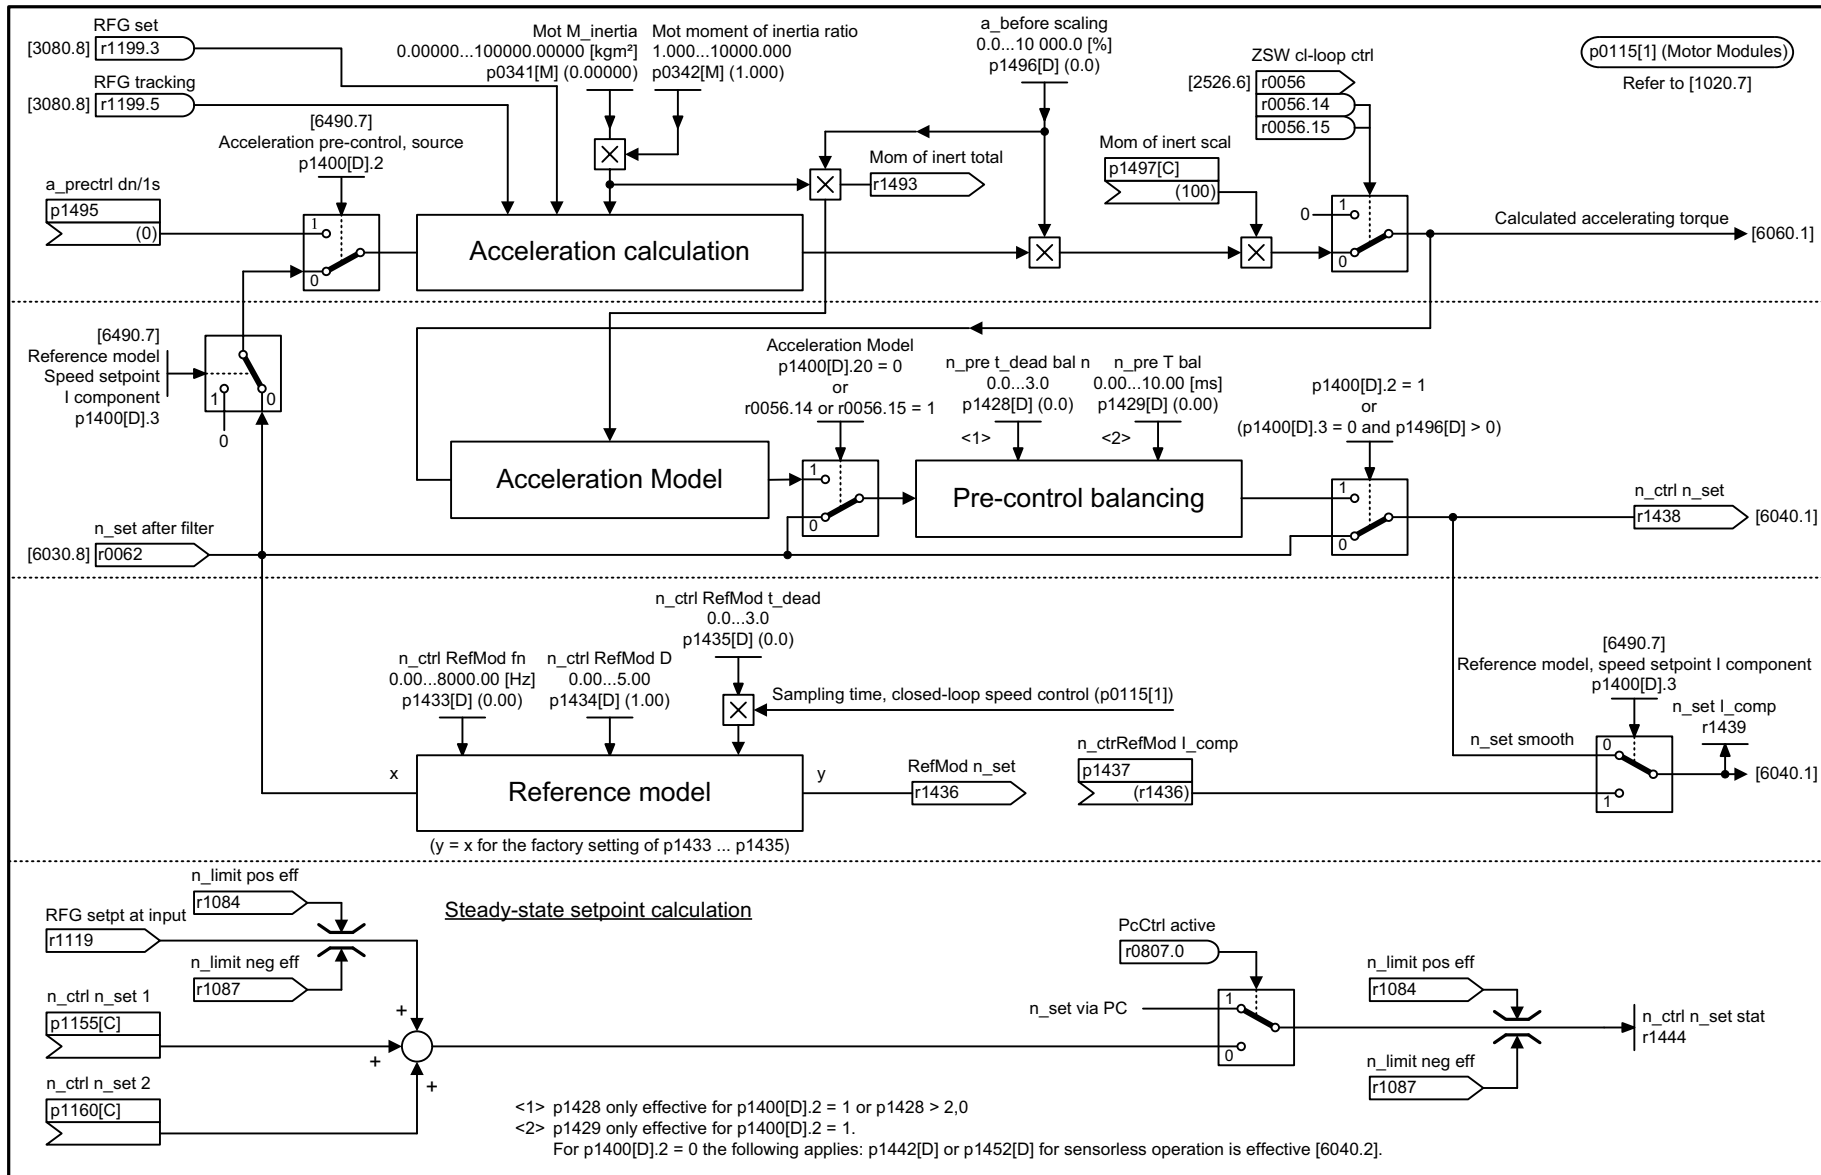 RFG set
[3080.8] r1199.3
RFG tracking
[3080.8] r1199.5
Mot M_inertia
0.00000...100000.00000 [kgm²]
p0341[M] (0.00000)
Mot moment of inertia ratio
1.000...10000.000
p0342[M] (1.000)
a_before scaling
0.0...10 000.0 [%]
p1496[D] (0.0)
ZSW cl-loop ctrl
[2526.6] r0056
r0056.14
r0056.15
p0115[1] (Motor Modules)
Refer to [1020.7]
[6490.7]
Acceleration pre-control, source
p1400[D].2
a_prectrl dn/1s
p1495
(0)
1
0
Acceleration calculation
Mom of inert total
r1493
Mom of inert scal
p1497[C]
(100)
0
1
0
Calculated accelerating torque
[6060.1]
[6490.7]
Reference model
Speed setpoint
I component
p1400[D].3
1
0
0
Acceleration Model
p1400[D].20 = 0
or
r0056.14 or r0056.15 = 1
n_pre t_dead bal n
0.0...3.0
p1428[D] (0.0)
<1>
n_pre T bal
0.00...10.00 [ms]
p1429[D] (0.00)
<2>
p1400[D].2 = 1
or
(p1400[D].3 = 0 and p1496[D] > 0)
Acceleration Model
1
0
Pre-control balancing
1
0
n_ctrl n_set
r1438
[6040.1]
n_set after filter
[6030.8] r0062
n_ctrl RefMod t_dead
0.0...3.0
p1435[D] (0.0)
n_ctrl RefMod fn
0.00...8000.00 [Hz]
p1433[D] (0.00)
n_ctrl RefMod D
0.00...5.00
p1434[D] (1.00)
Sampling time, closed-loop speed control (p0115[1])
[6490.7]
Reference model, speed setpoint I component
p1400[D].3
n_set I_comp
r1439
x
Reference model
y
RefMod n_set
r1436
n_ctrRefMod I_comp
p1437
(r1436)
n_set smooth
0
1
[6040.1]
(y = x for the factory setting of p1433 ... p1435)
n_limit pos eff
r1084
Steady-state setpoint calculation
RFG setpt at input
r1119
n_limit neg eff
r1087
n_ctrl n_set 1
p1155[C]
+
+
+
n_ctrl n_set 2
p1160[C]
PcCtrl active
r0807.0
n_set via PC
1
0
n_limit pos eff
r1084
n_limit neg eff
r1087
n_ctrl n_set stat
r1444
<1> p1428 only effective for p1400[D].2 = 1 or p1428 > 2,0
<2> p1429 only effective for p1400[D].2 = 1.
For p1400[D].2 = 0 the following applies: p1442[D] or p1452[D] for sensorless operation is effective [6040.2].